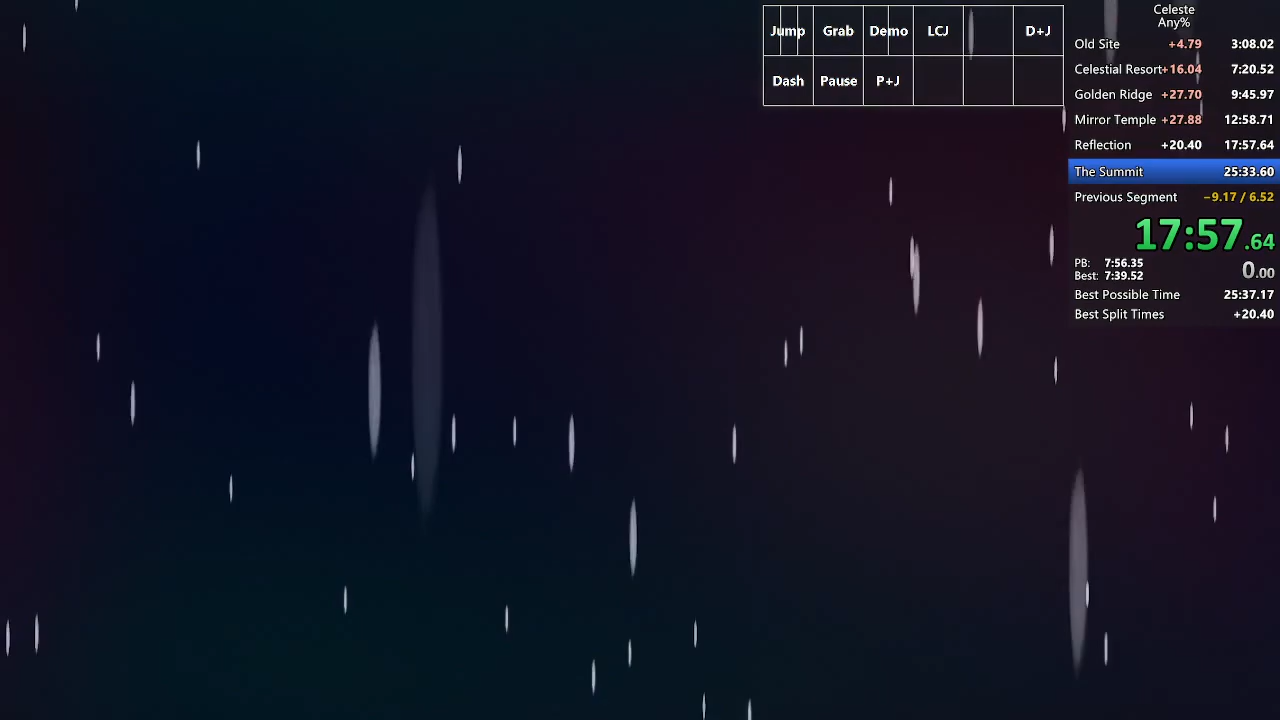 Jump Grab Demo LCJ D+J
Dash Pause P+J
Celeste
Any%
Old Site +4.79 3:08.02
Celestial Resort +16.04 7:20.52
Golden Ridge +27.70 9:45.97
Mirror Temple +27.88 12:58.71
Reflection +20.40 17:57.64
The Summit 25:33.60
Previous Segment −9.17 / 6.52
17:57.64
PB: 7:56.35
Best: 7:39.52
0.00
Best Possible Time 25:37.17
Best Split Times +20.40